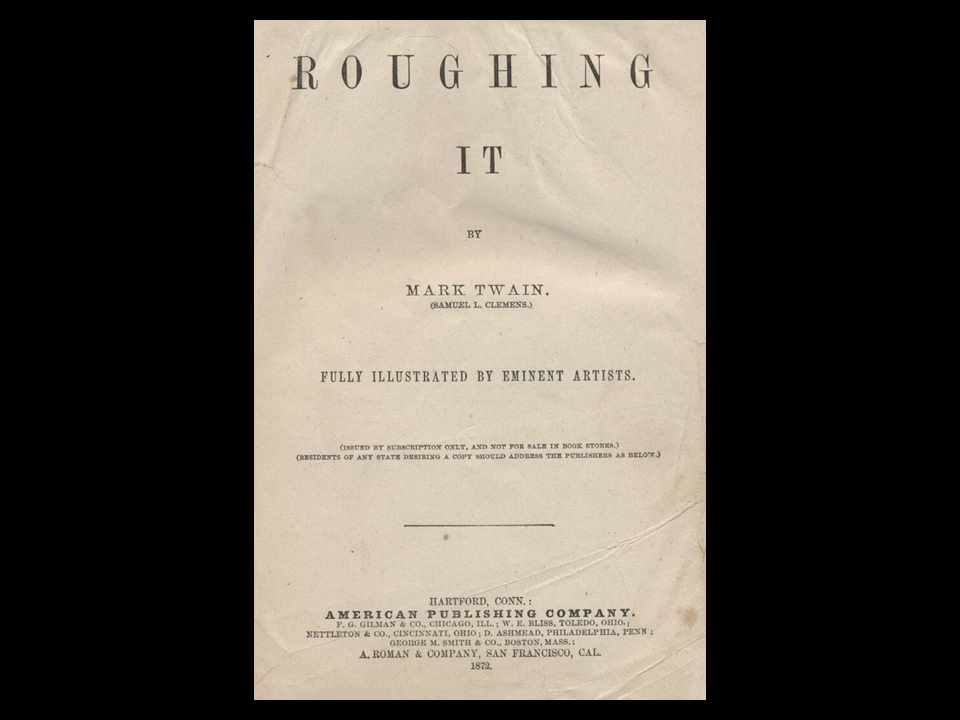 ROUGHING
IT
BY
MARK TWAIN.
(SAMUEL L. CLEMENS.)
FULLY ILLUSTRATED BY EMINENT ARTISTS.
(ISSUED BY SUBSCRIPTION ONLY, AND NOT FOR SALE IN BOOK STORES.)
(RESIDENTS OF ANY STATE DESIRING A COPY SHOULD ADDRESS THE PUBLISHERS AS BELOW.)
HARTFORD, CONN.:
AMERICAN PUBLISHING COMPANY.
F. G. GILMAN & CO., CHICAGO, ILL.; W. E. BLISS, TOLEDO, OHIO.;
NETTLETON & CO., CINCINNATI, OHIO; D. ASHMEAD, PHILADELPHIA, PENN;
GEORGE M. SMITH & CO., BOSTON, MASS.;
A. ROMAN & COMPANY, SAN FRANCISCO, CAL.
1872.